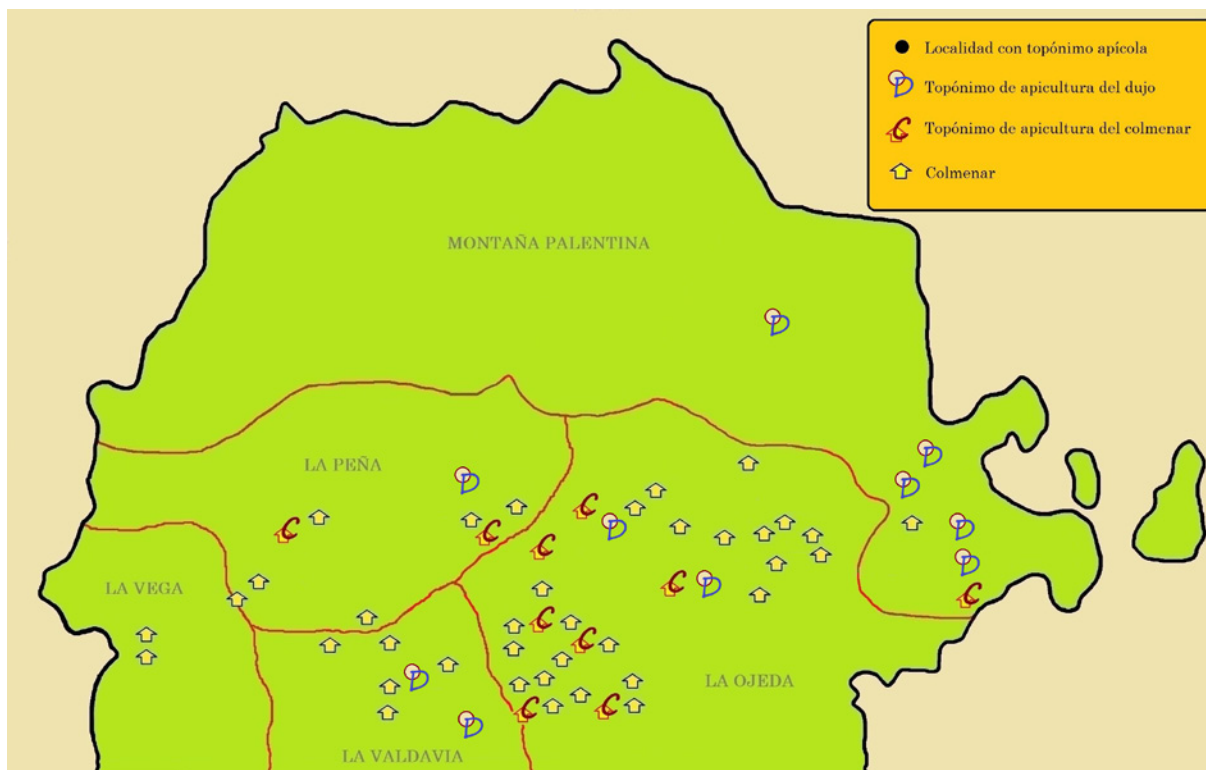 Localidad con topónimo apícola
D Topónimo de apicultura del dujo
C Topónimo de apicultura del colmenar
Colmenar
MONTAÑA PALENTINA
D
D
LA PEÑA
D
D
C
C
C
D
D
C
D
LA VEGA
C
D
C
C
C
D
LA OJEDA
C
C
D
LA VALDAVIA